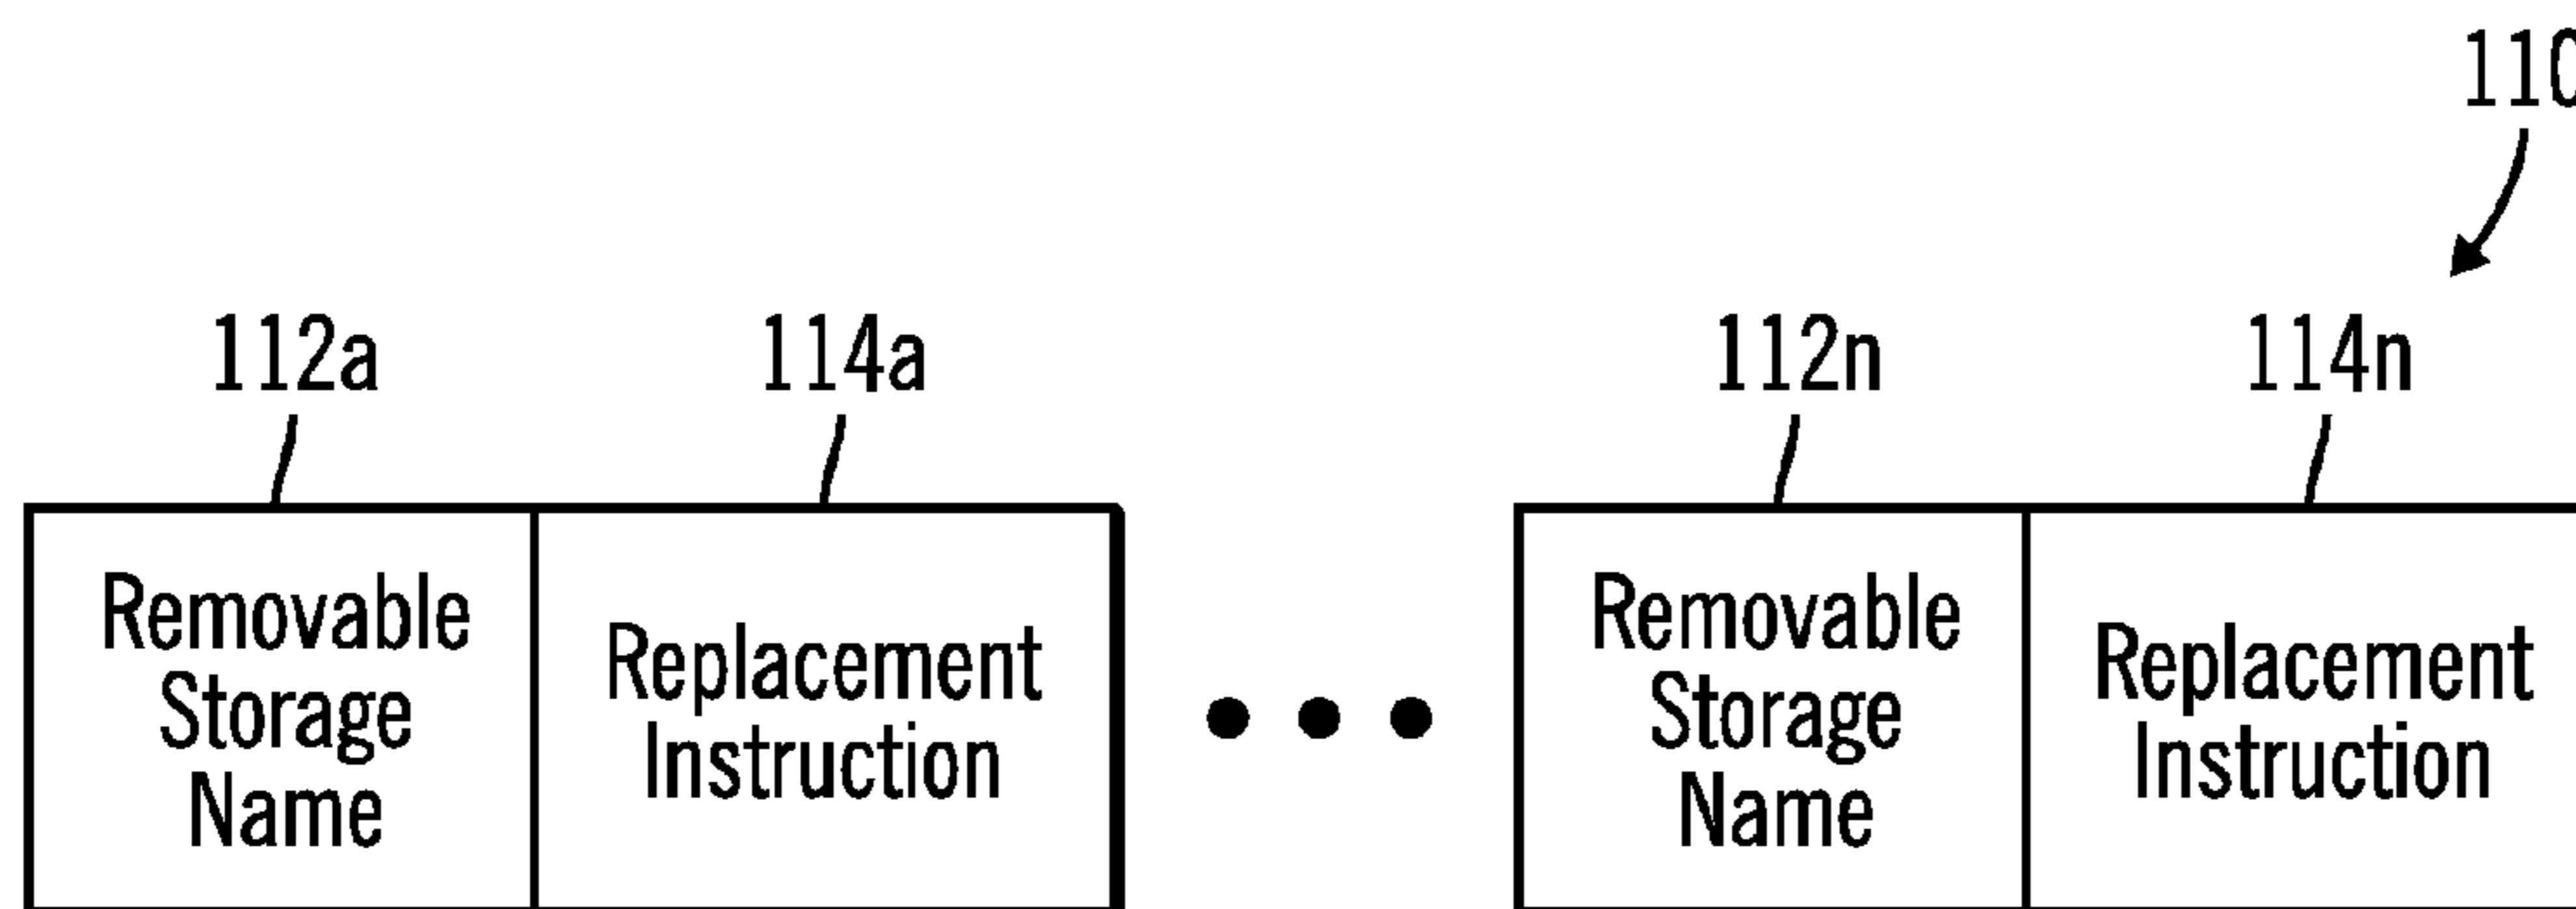 110
112a 114a 112n 114n
Removable
Storage
Name
Replacement
Instruction
Removable
Storage
Name
Replacement
Instruction